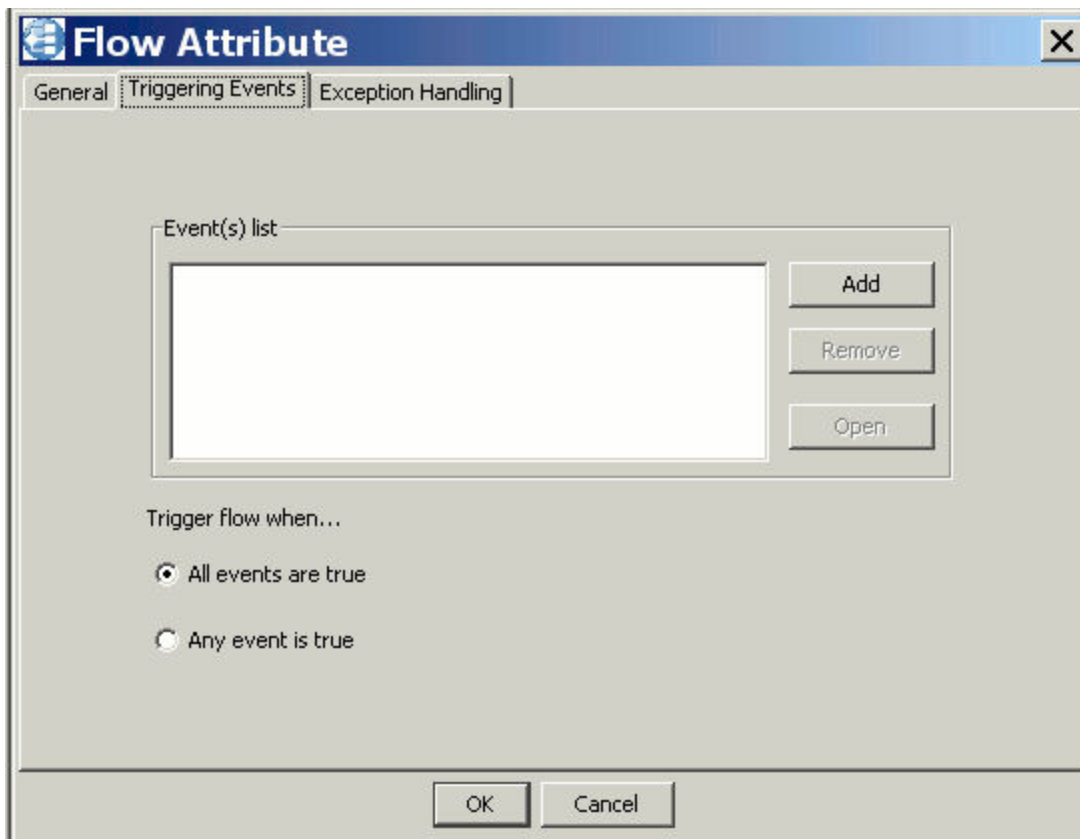 Flow Attribute
General Triggering Events Exception Handling
Event(s) list
Add
Remove
Open
Trigger flow when...
All events are true
Any event is true
OK Cancel